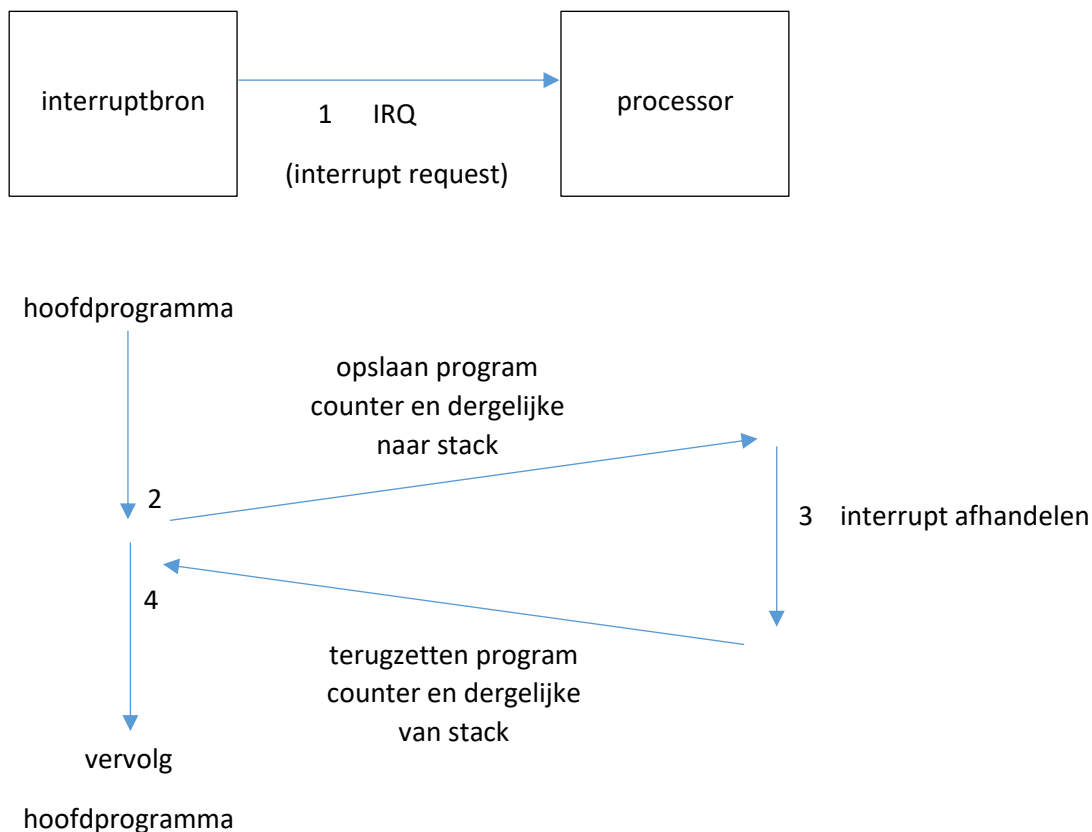 interruptbron
processor
1 IRQ
(interrupt request)
hoofdprogramma
opslaan program
counter en dergelijke
naar stack
2
3 interrupt afhandelen
4
terugzetten program
counter en dergelijke
van stack
vervolg
hoofdprogramma